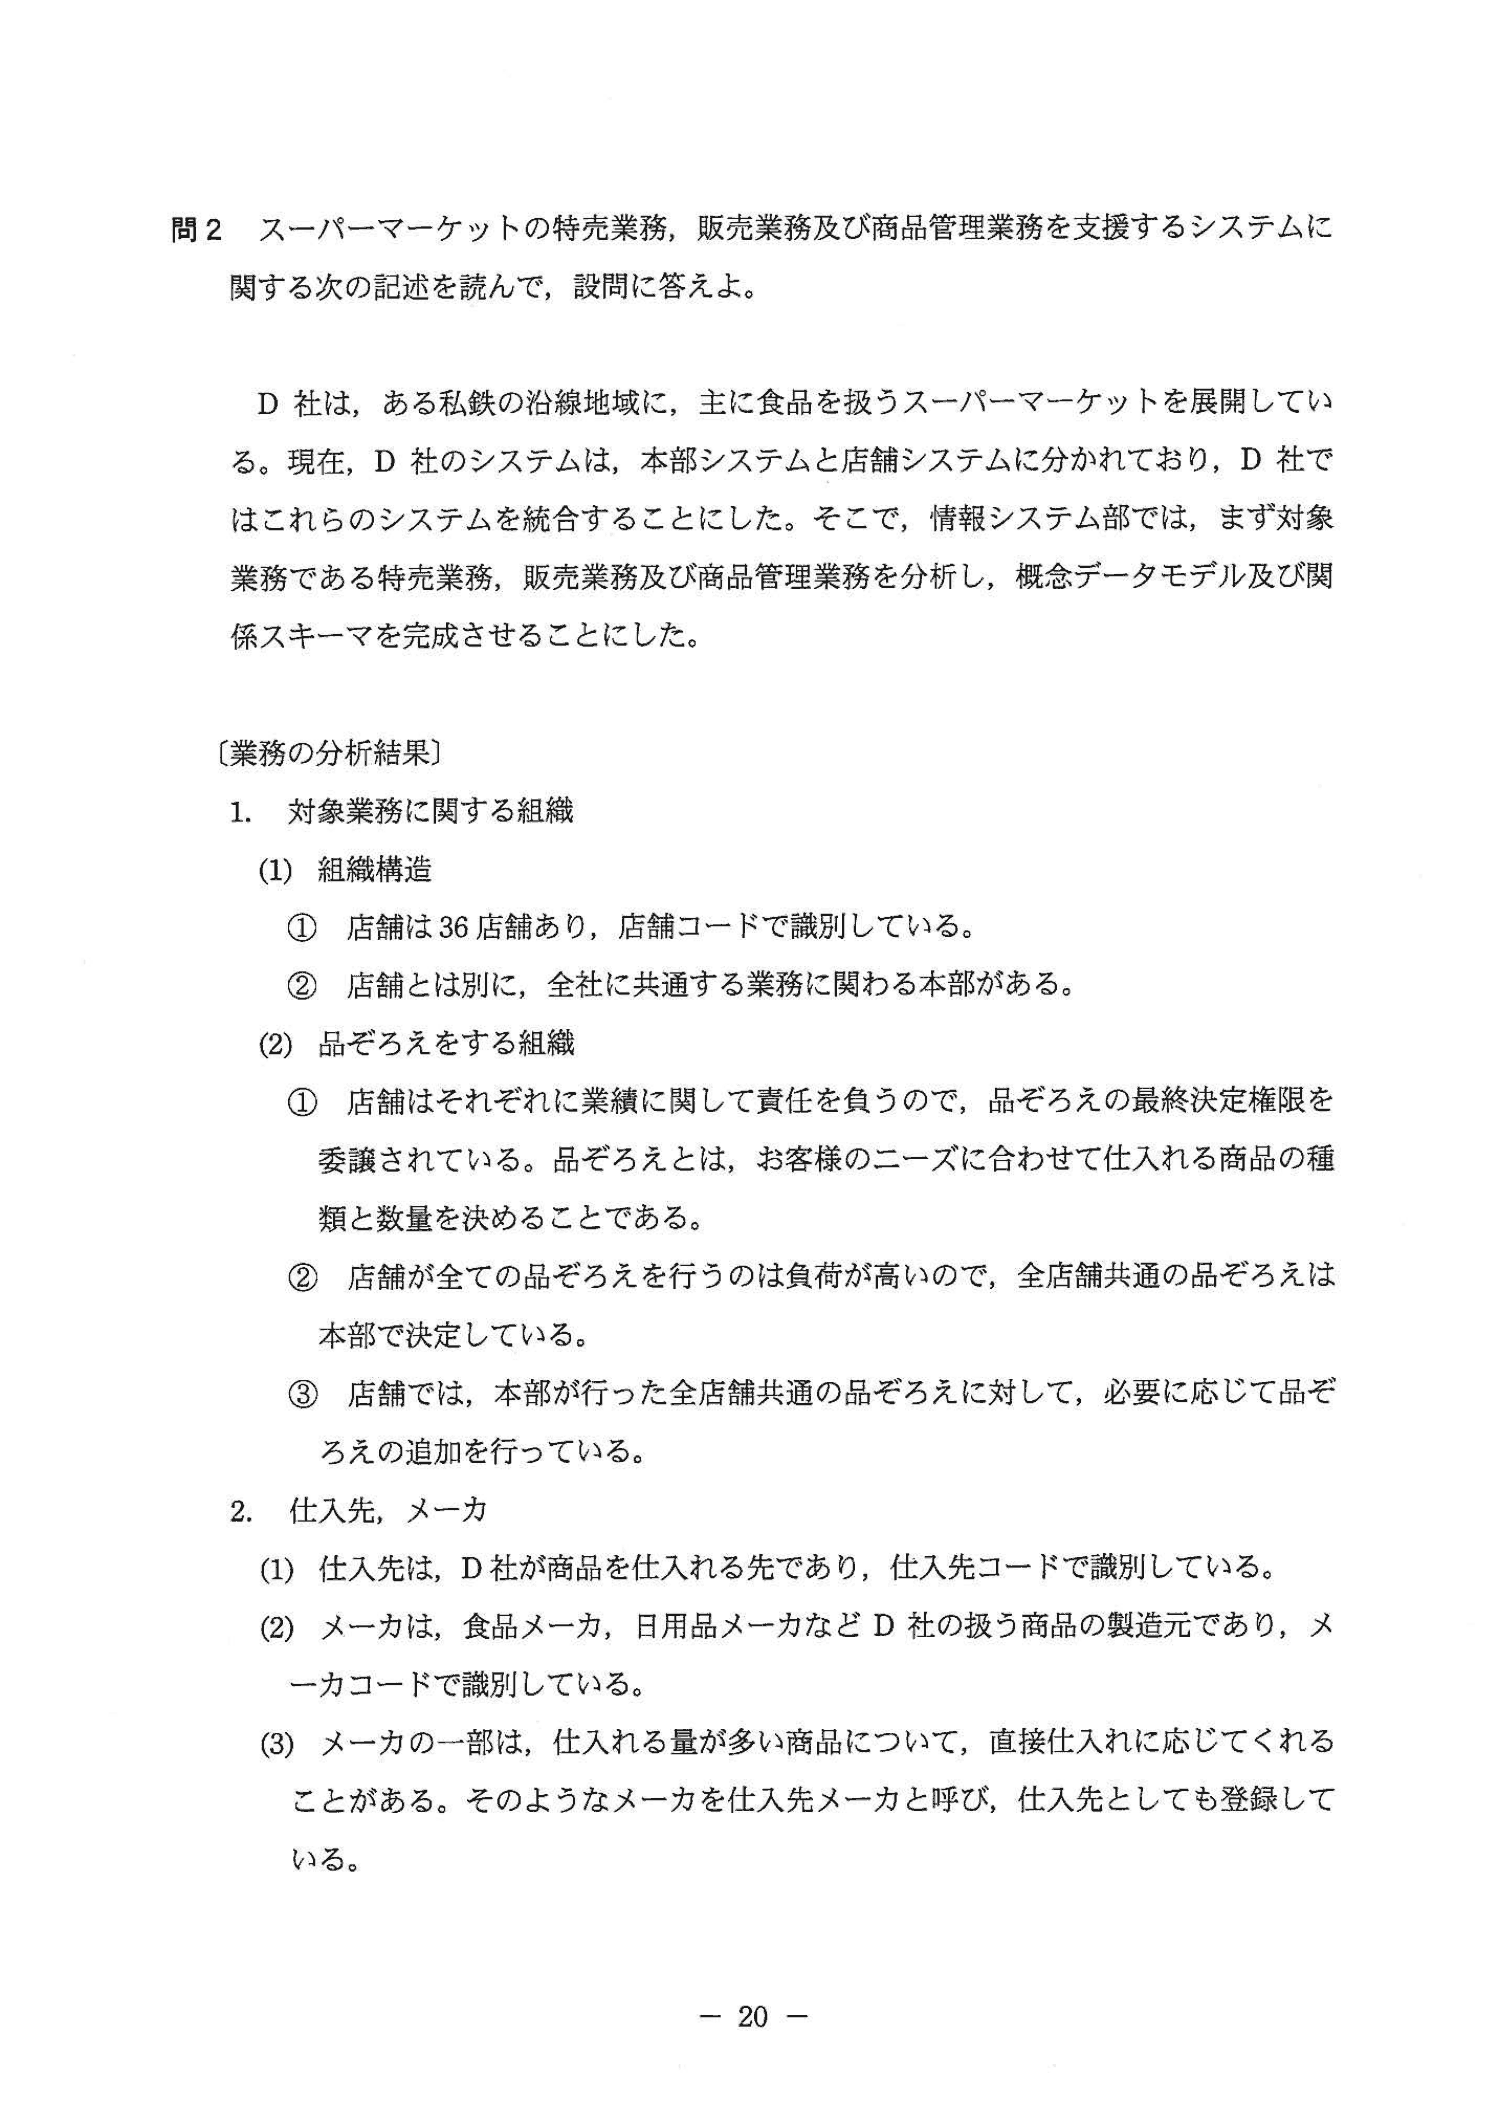 問2 スーパーマーケットの特売業務，販売業務及び商品管理業務を支援するシステムに
関する次の記述を読んで，設問に答えよ。
D 社は，ある私鉄の沿線地域に，主に食品を扱うスーパーマーケットを展開してい
る。現在，D 社のシステムは，本部システムと店舗システムに分かれており，D 社で
はこれらのシステムを統合することにした。そこで，情報システム部では，まず対象
業務である特売業務，販売業務及び商品管理業務を分析し，概念データモデル及び関
係スキーマを完成させることにした。
〔業務の分析結果〕
1. 対象業務に関する組織
(1) 組織構造
① 店舗は 36 店舗あり，店舗コードで識別している。
② 店舗とは別に，全社に共通する業務に関わる本部がある。
(2) 品ぞろえをする組織
① 店舗はそれぞれに業績に関して責任を負うので，品ぞろえの最終決定権限を
委譲されている。品ぞろえとは，お客様のニーズに合わせて仕入れる商品の種
類と数量を決めることである。
② 店舗が全ての品ぞろえを行うのは負荷が高いので，全店舗共通の品ぞろえは
本部で決定している。
③ 店舗では，本部が行った全店舗共通の品ぞろえに対して，必要に応じて品ぞ
ろえの追加を行っている。
2. 仕入先，メーカ
(1) 仕入先は，D 社が商品を仕入れる先であり，仕入先コードで識別している。
(2) メーカは，食品メーカ，日用品メーカなど D 社の扱う商品の製造元であり，メ
ーカコードで識別している。
(3) メーカの一部は，仕入れる量が多い商品について，直接仕入れに応じてくれる
ことがある。そのようなメーカを仕入先メーカと呼び，仕入先としても登録して
いる。
－ 20 －